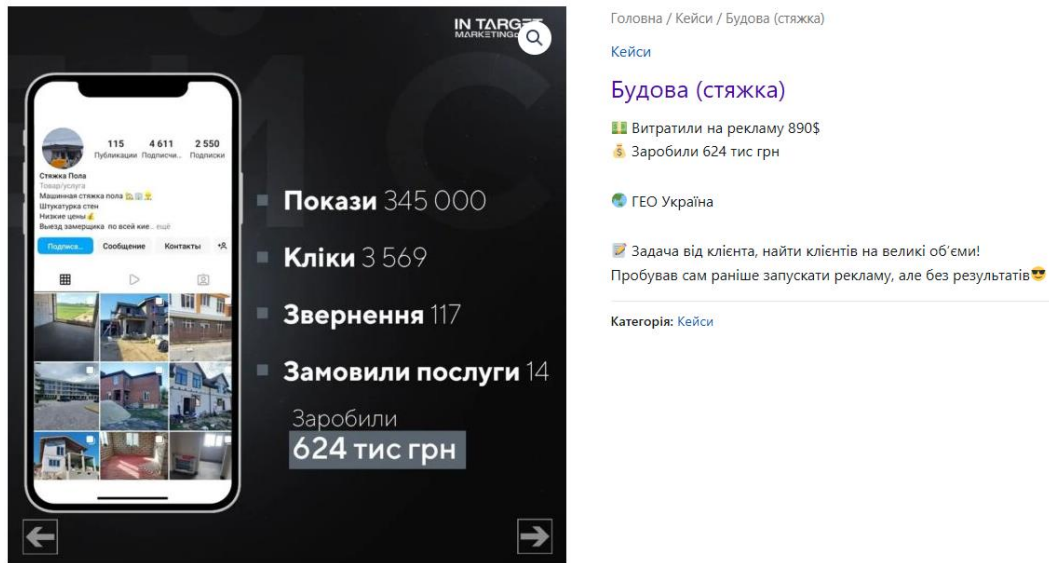 IN TARGET
MARKETING
115 4 611 2 550
Публикации Подписчи... Подписки
Стяжка Пола
Товар/услуга
Машинная стяжка пола
Штукатурка стен
Низкие цены💰
Выезд замерщика по всей кие... ещё
Подписа... Сообщение Контакты
Покази 345 000
Кліки 3 569
Звернення 117
Замовили послуги 14
Заробили
624 тис грн
Головна / Кейси / Будова (стяжка)
Кейси
Будова (стяжка)
💵 Витратили на рекламу 890$
💰 Заробили 624 тис грн
🌏 ГЕО Україна
📝 Задача від клієнта, найти клієнтів на великі об’єми!
Пробував сам раніше запускати рекламу, але без результатів😎
Категорія: Кейси